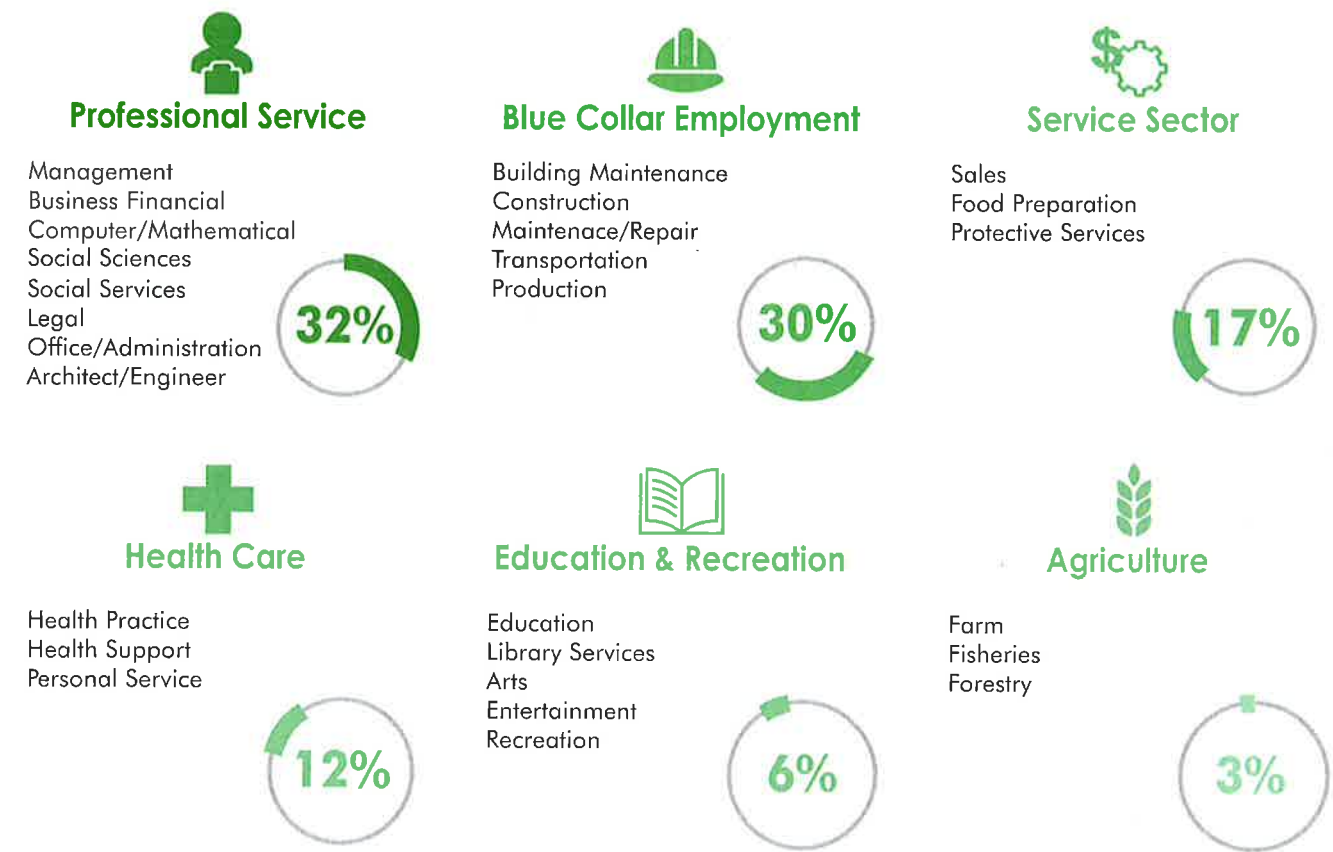 Professional Service
Management
Business Financial
Computer/Mathematical
Social Sciences
Social Services
Legal
Office/Administration
Architect/Engineer
32%
Blue Collar Employment
Building Maintenance
Construction
Maintenace/Repair
Transportation
Production
30%
$
Service Sector
Sales
Food Preparation
Protective Services
17%
Health Care
Health Practice
Health Support
Personal Service
12%
Education & Recreation
Education
Library Services
Arts
Entertainment
Recreation
6%
Agriculture
Farm
Fisheries
Forestry
3%